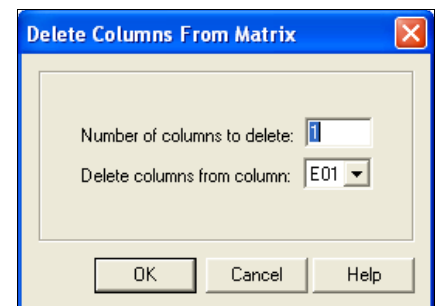 Delete Columns From Matrix
Number of columns to delete: 1
Delete columns from column: E01
OK Cancel Help